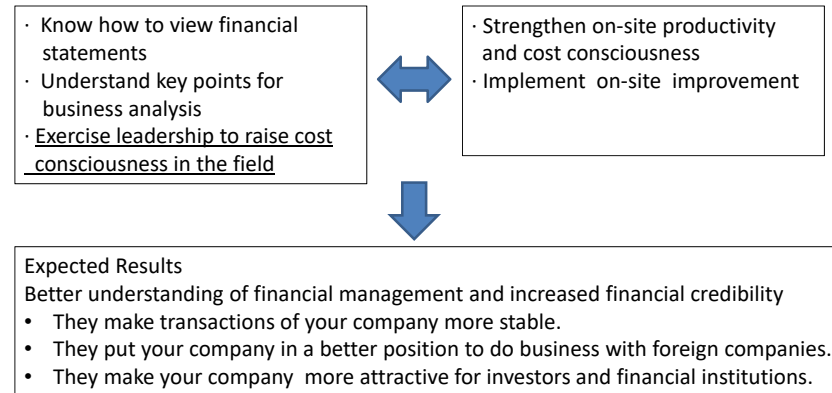 · Know how to view financial
statements
· Understand key points for
business analysis
· Exercise leadership to raise cost
consciousness in the field
· Strengthen on-site productivity
and cost consciousness
· Implement on-site improvement
Expected Results
Better understanding of financial management and increased financial credibility
• They make transactions of your company more stable.
• They put your company in a better position to do business with foreign companies.
• They make your company more attractive for investors and financial institutions.